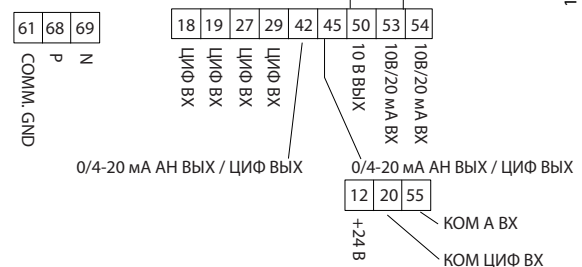 61 68 69
COMM. GND
P
N
18 19 27 29 42 45 50 53 54
ЦИФ ВХ
ЦИФ ВХ
ЦИФ ВХ
ЦИФ ВХ
10 В ВЫХ
10В/20 мА ВХ
10В/20 мА ВХ
0/4-20 мА АН ВЫХ / ЦИФ ВЫХ
0/4-20 мА АН ВЫХ / ЦИФ ВЫХ
12 20 55
+24 В
КОМ А ВХ
КОМ ЦИФ ВХ